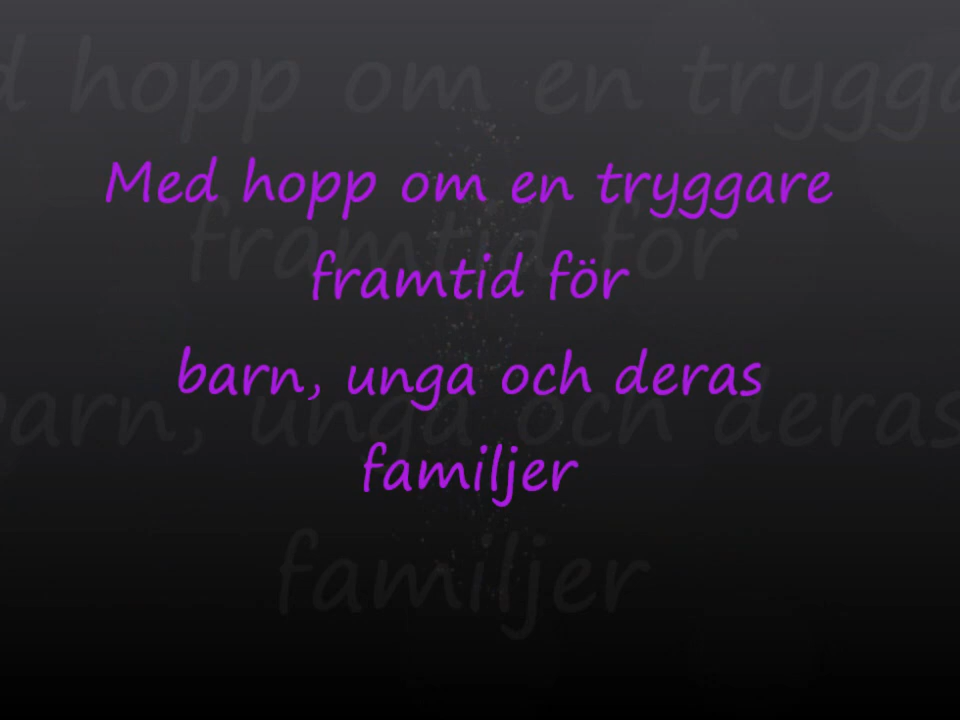 Med hopp om en tryggare
framtid för
barn, unga och deras
familjer